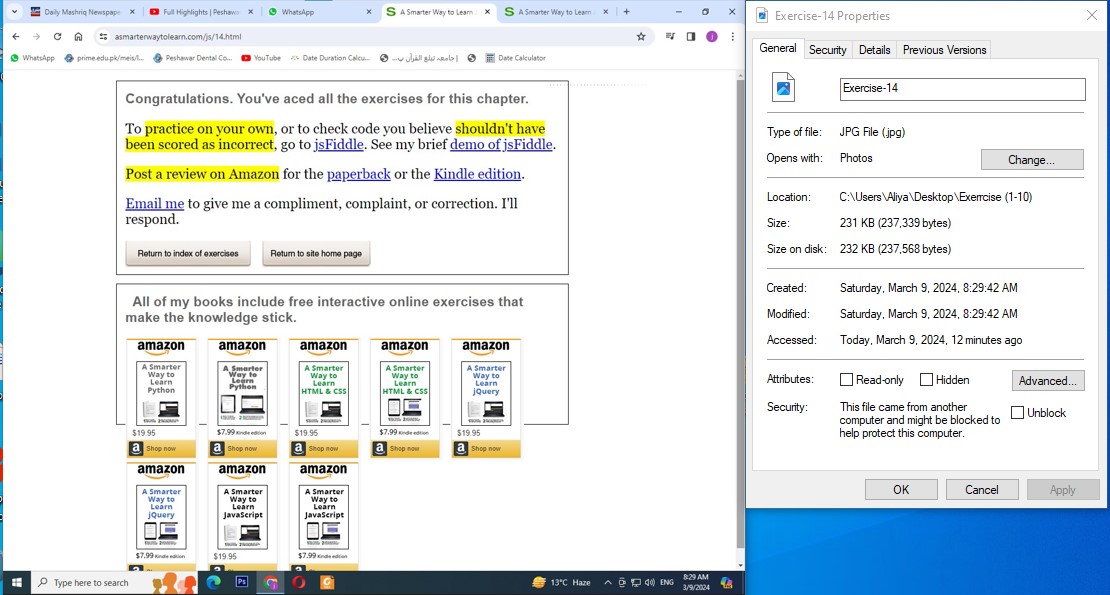 Daily Mashriq Newspape
Full Highlights | Peshawa
WhatsApp
A Smarter Way to Learn
A Smarter Way to Learn
asmarterwaytolearn.com/js/14.html
WhatsApp
prime.edu.pk/meis/l...
Peshawar Dental Co...
YouTube
Date Duration Calcu...
جامعہ تبلغ القرآن پ...
Date Calculator
Congratulations. You've aced all the exercises for this chapter.
To practice on your own, or to check code you believe shouldn't have
been scored as incorrect, go to jsFiddle. See my brief demo of jsFiddle.
Post a review on Amazon for the paperback or the Kindle edition.
Email me to give me a compliment, complaint, or correction. I'll
respond.
Return to index of exercises
Return to site home page
All of my books include free interactive online exercises that
make the knowledge stick.
amazon
A Smarter
Way to
Learn
Python
$19.95
Shop now
amazon
A Smarter
Way to
Learn
Python
$7.99 Kindle edition
Shop now
amazon
A Smarter
Way to
Learn
HTML & CSS
$19.95
Shop now
amazon
A Smarter
Way to
Learn
HTML & CSS
$7.99 Kindle edition
Shop now
amazon
A Smarter
Way to
Learn
jQuery
$19.95
Shop now
amazon
A Smarter
Way to
Learn
jQuery
$7.99 Kindle edition
amazon
A Smarter
Way to
Learn
JavaScript
$19.95
amazon
A Smarter
Way to
Learn
JavaScript
$7.99 Kindle edition
Type here to search
Ps
13°C Haze
ENG
8:29 AM
3/9/2024
Exercise-14 Properties
General
Security
Details
Previous Versions
Exercise-14
Type of file:
JPG File (.jpg)
Opens with:
Photos
Change...
Location:
C:\Users\Aliya\Desktop\Exerrcise (1-10)
Size:
231 KB (237,339 bytes)
Size on disk:
232 KB (237,568 bytes)
Created:
Saturday, March 9, 2024, 8:29:42 AM
Modified:
Saturday, March 9, 2024, 8:29:42 AM
Accessed:
Today, March 9, 2024, 12 minutes ago
Attributes:
Read-only
Hidden
Advanced...
Security:
This file came from another
computer and might be blocked to
help protect this computer.
Unblock
OK
Cancel
Apply